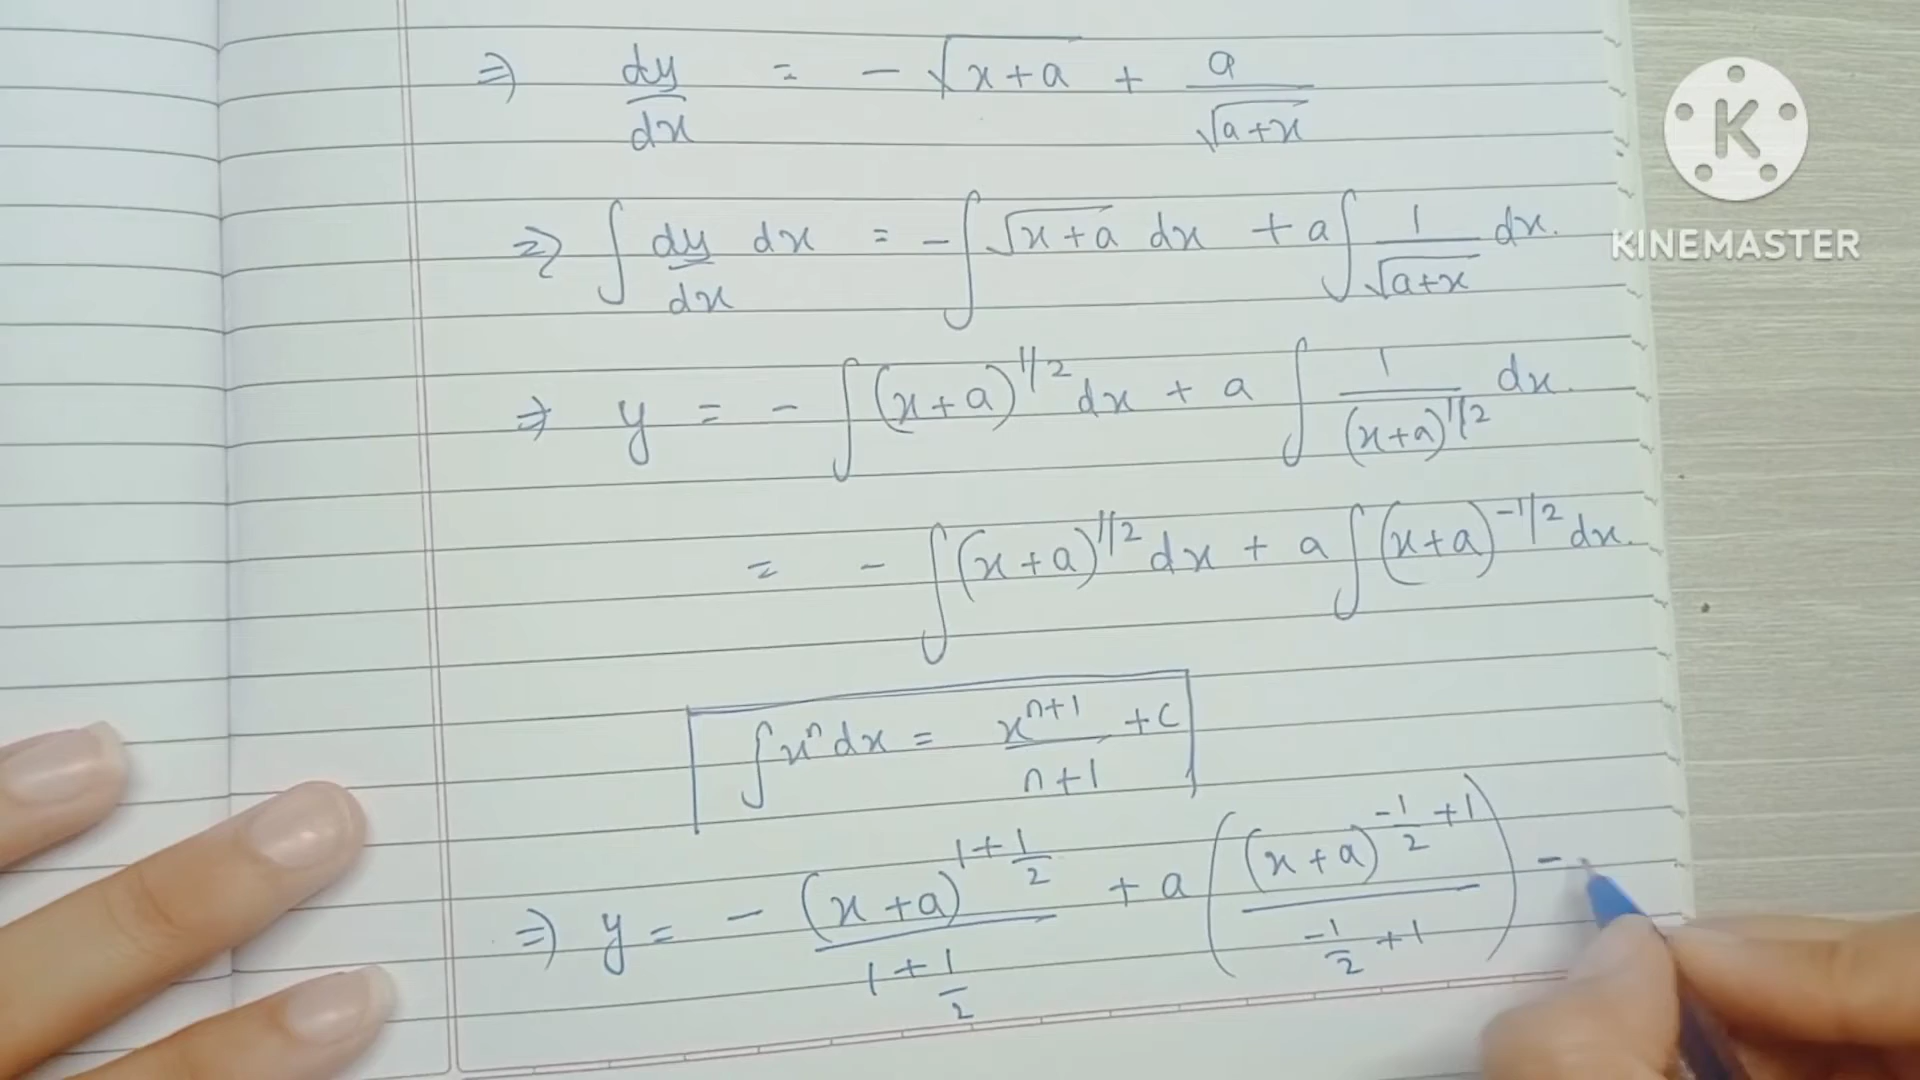 ⇒ dy/dx = - √(x+a) + a/√(a+x)
⇒ ∫ dy/dx dx = - ∫ √(x+a) dx + a ∫ 1/√(a+x) dx.
⇒ y = - ∫ (x+a)^1/2 dx + a ∫ 1/(x+a)^1/2 dx.
= - ∫ (x+a)^1/2 dx + a ∫ (x+a)^-1/2 dx.
∫ x^n dx = x^(n+1)/(n+1) + c
⇒ y = - (x+a)^(1+1/2)/(1+1/2) + a ((x+a)^(-1/2+1)/(-1/2+1)) -
K
KINEMASTER